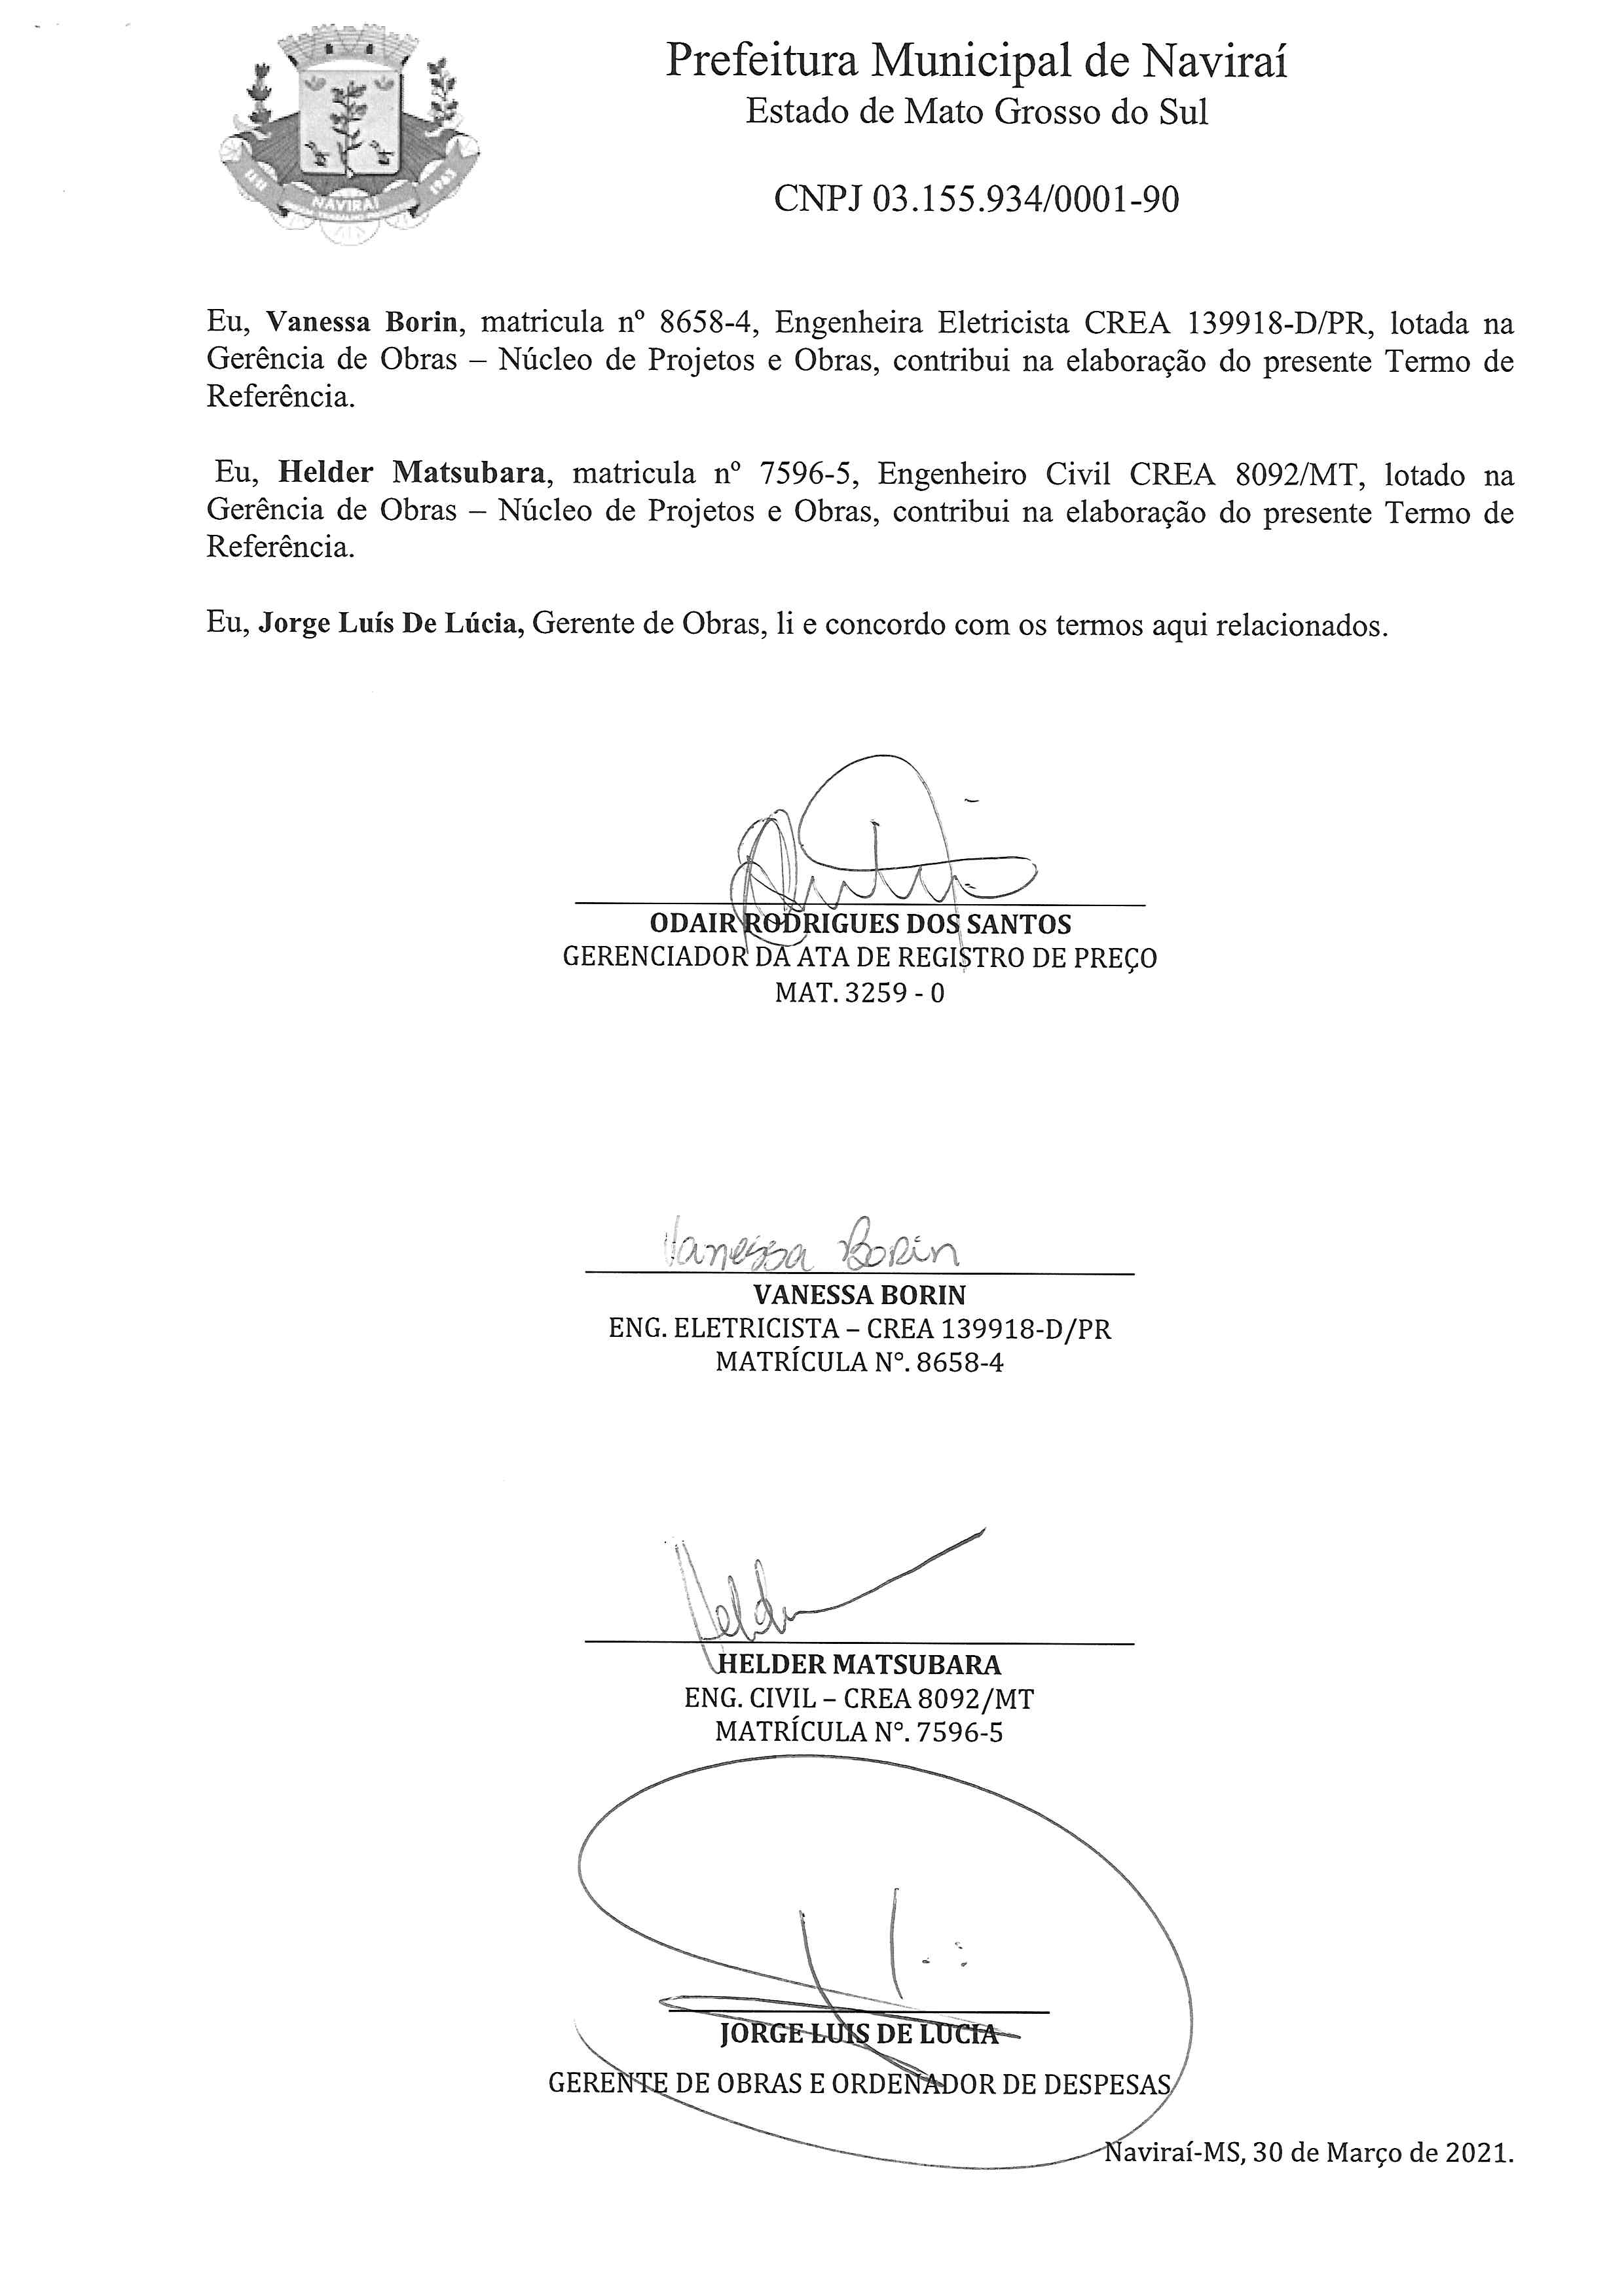 Prefeitura Municipal de Naviraí
Estado de Mato Grosso do Sul
CNPJ 03.155.934/0001-90
NAVIRAI
1963
Eu, Vanessa Borin, matricula nº 8658-4, Engenheira Eletricista CREA 139918-D/PR, lotada na
Gerência de Obras – Núcleo de Projetos e Obras, contribui na elaboração do presente Termo de
Referência.
Eu, Helder Matsubara, matricula nº 7596-5, Engenheiro Civil CREA 8092/MT, lotado na
Gerência de Obras – Núcleo de Projetos e Obras, contribui na elaboração do presente Termo de
Referência.
Eu, Jorge Luís De Lúcia, Gerente de Obras, li e concordo com os termos aqui relacionados.
ODAIR RODRIGUES DOS SANTOS
GERENCIADOR DA ATA DE REGISTRO DE PREÇO
MAT. 3259 - 0
Vanessa Borin
VANESSA BORIN
ENG. ELETRICISTA – CREA 139918-D/PR
MATRÍCULA N°. 8658-4
HELDER MATSUBARA
ENG. CIVIL – CREA 8092/MT
MATRÍCULA N°. 7596-5
JORGE LUIS DE LUCIA
GERENTE DE OBRAS E ORDENADOR DE DESPESAS
Naviraí-MS, 30 de Março de 2021.